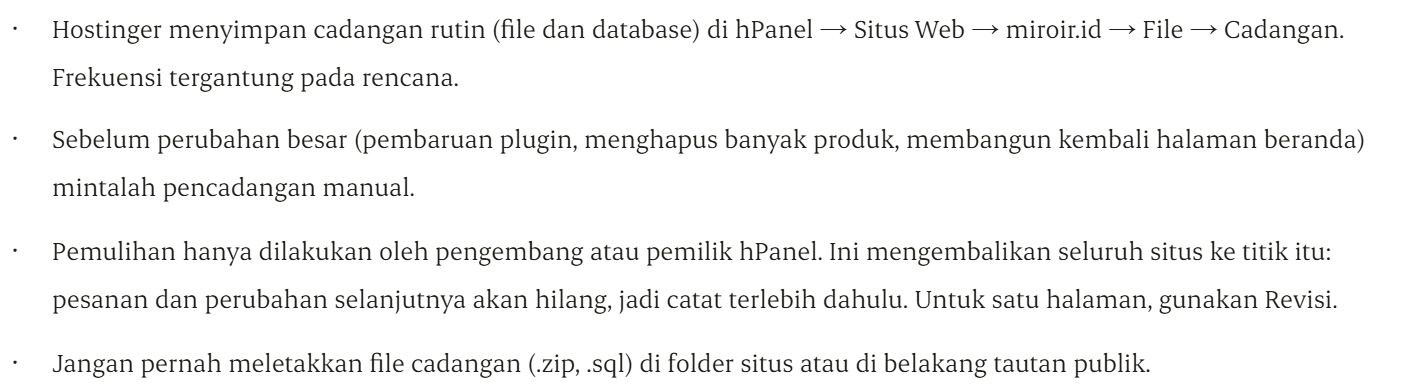 · Hostinger menyimpan cadangan rutin (file dan database) di hPanel → Situs Web → miroir.id → File → Cadangan.
Frekuensi tergantung pada rencana.
· Sebelum perubahan besar (pembaruan plugin, menghapus banyak produk, membangun kembali halaman beranda)
mintalah pencadangan manual.
· Pemulihan hanya dilakukan oleh pengembang atau pemilik hPanel. Ini mengembalikan seluruh situs ke titik itu:
pesanan dan perubahan selanjutnya akan hilang, jadi catat terlebih dahulu. Untuk satu halaman, gunakan Revisi.
· Jangan pernah meletakkan file cadangan (.zip, .sql) di folder situs atau di belakang tautan publik.